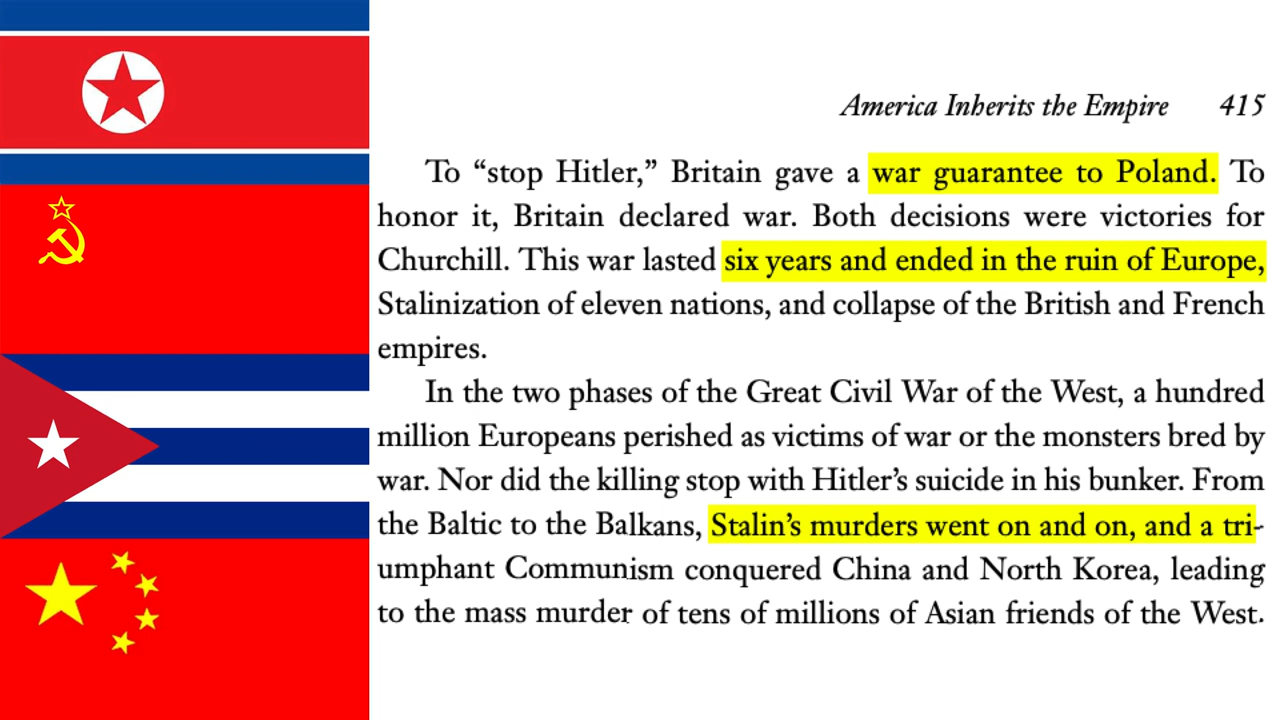 America Inherits the Empire 415
To “stop Hitler,” Britain gave a war guarantee to Poland. To
honor it, Britain declared war. Both decisions were victories for
Churchill. This war lasted six years and ended in the ruin of Europe,
Stalinization of eleven nations, and collapse of the British and French
empires.
In the two phases of the Great Civil War of the West, a hundred
million Europeans perished as victims of war or the monsters bred by
war. Nor did the killing stop with Hitler’s suicide in his bunker. From
the Baltic to the Balkans, Stalin’s murders went on and on, and a tri-
umphant Communism conquered China and North Korea, leading
to the mass murder of tens of millions of Asian friends of the West.